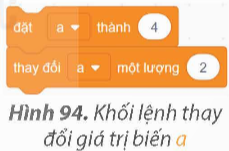 đặt a thành 4
thay đổi a một lượng 2
Hình 94. Khối lệnh thay
đổi giá trị biến a